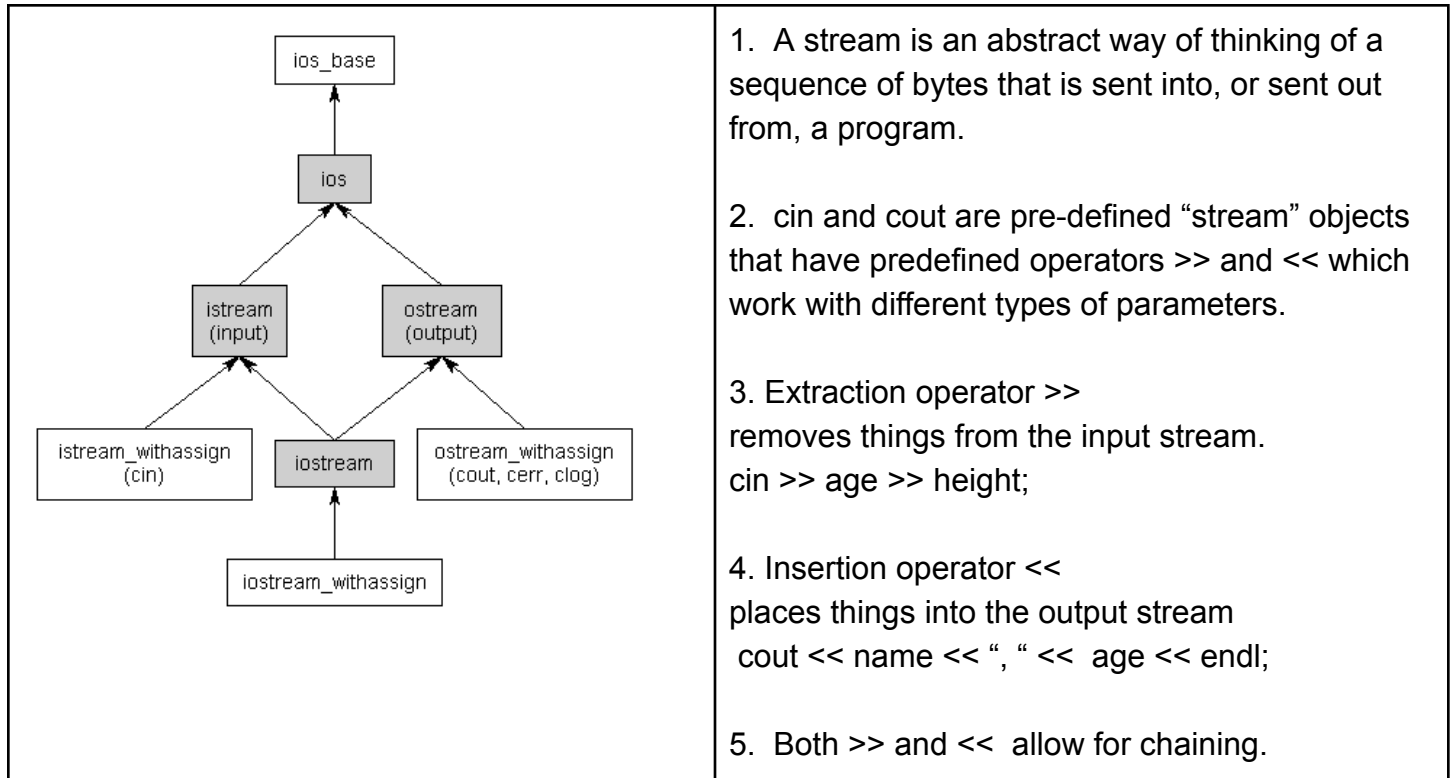 ios_base
ios
istream
(input)
ostream
(output)
istream_withassign
(cin)
iostream
ostream_withassign
(cout, cerr, clog)
iostream_withassign
1.  A stream is an abstract way of thinking of a
sequence of bytes that is sent into, or sent out
from, a program.
2.  cin and cout are pre-defined “stream” objects
that have predefined operators >> and << which
work with different types of parameters.
3. Extraction operator >>
removes things from the input stream.
cin >> age >> height;
4. Insertion operator <<
places things into the output stream
cout << name << “, “ <<  age << endl;
5.  Both >> and <<  allow for chaining.